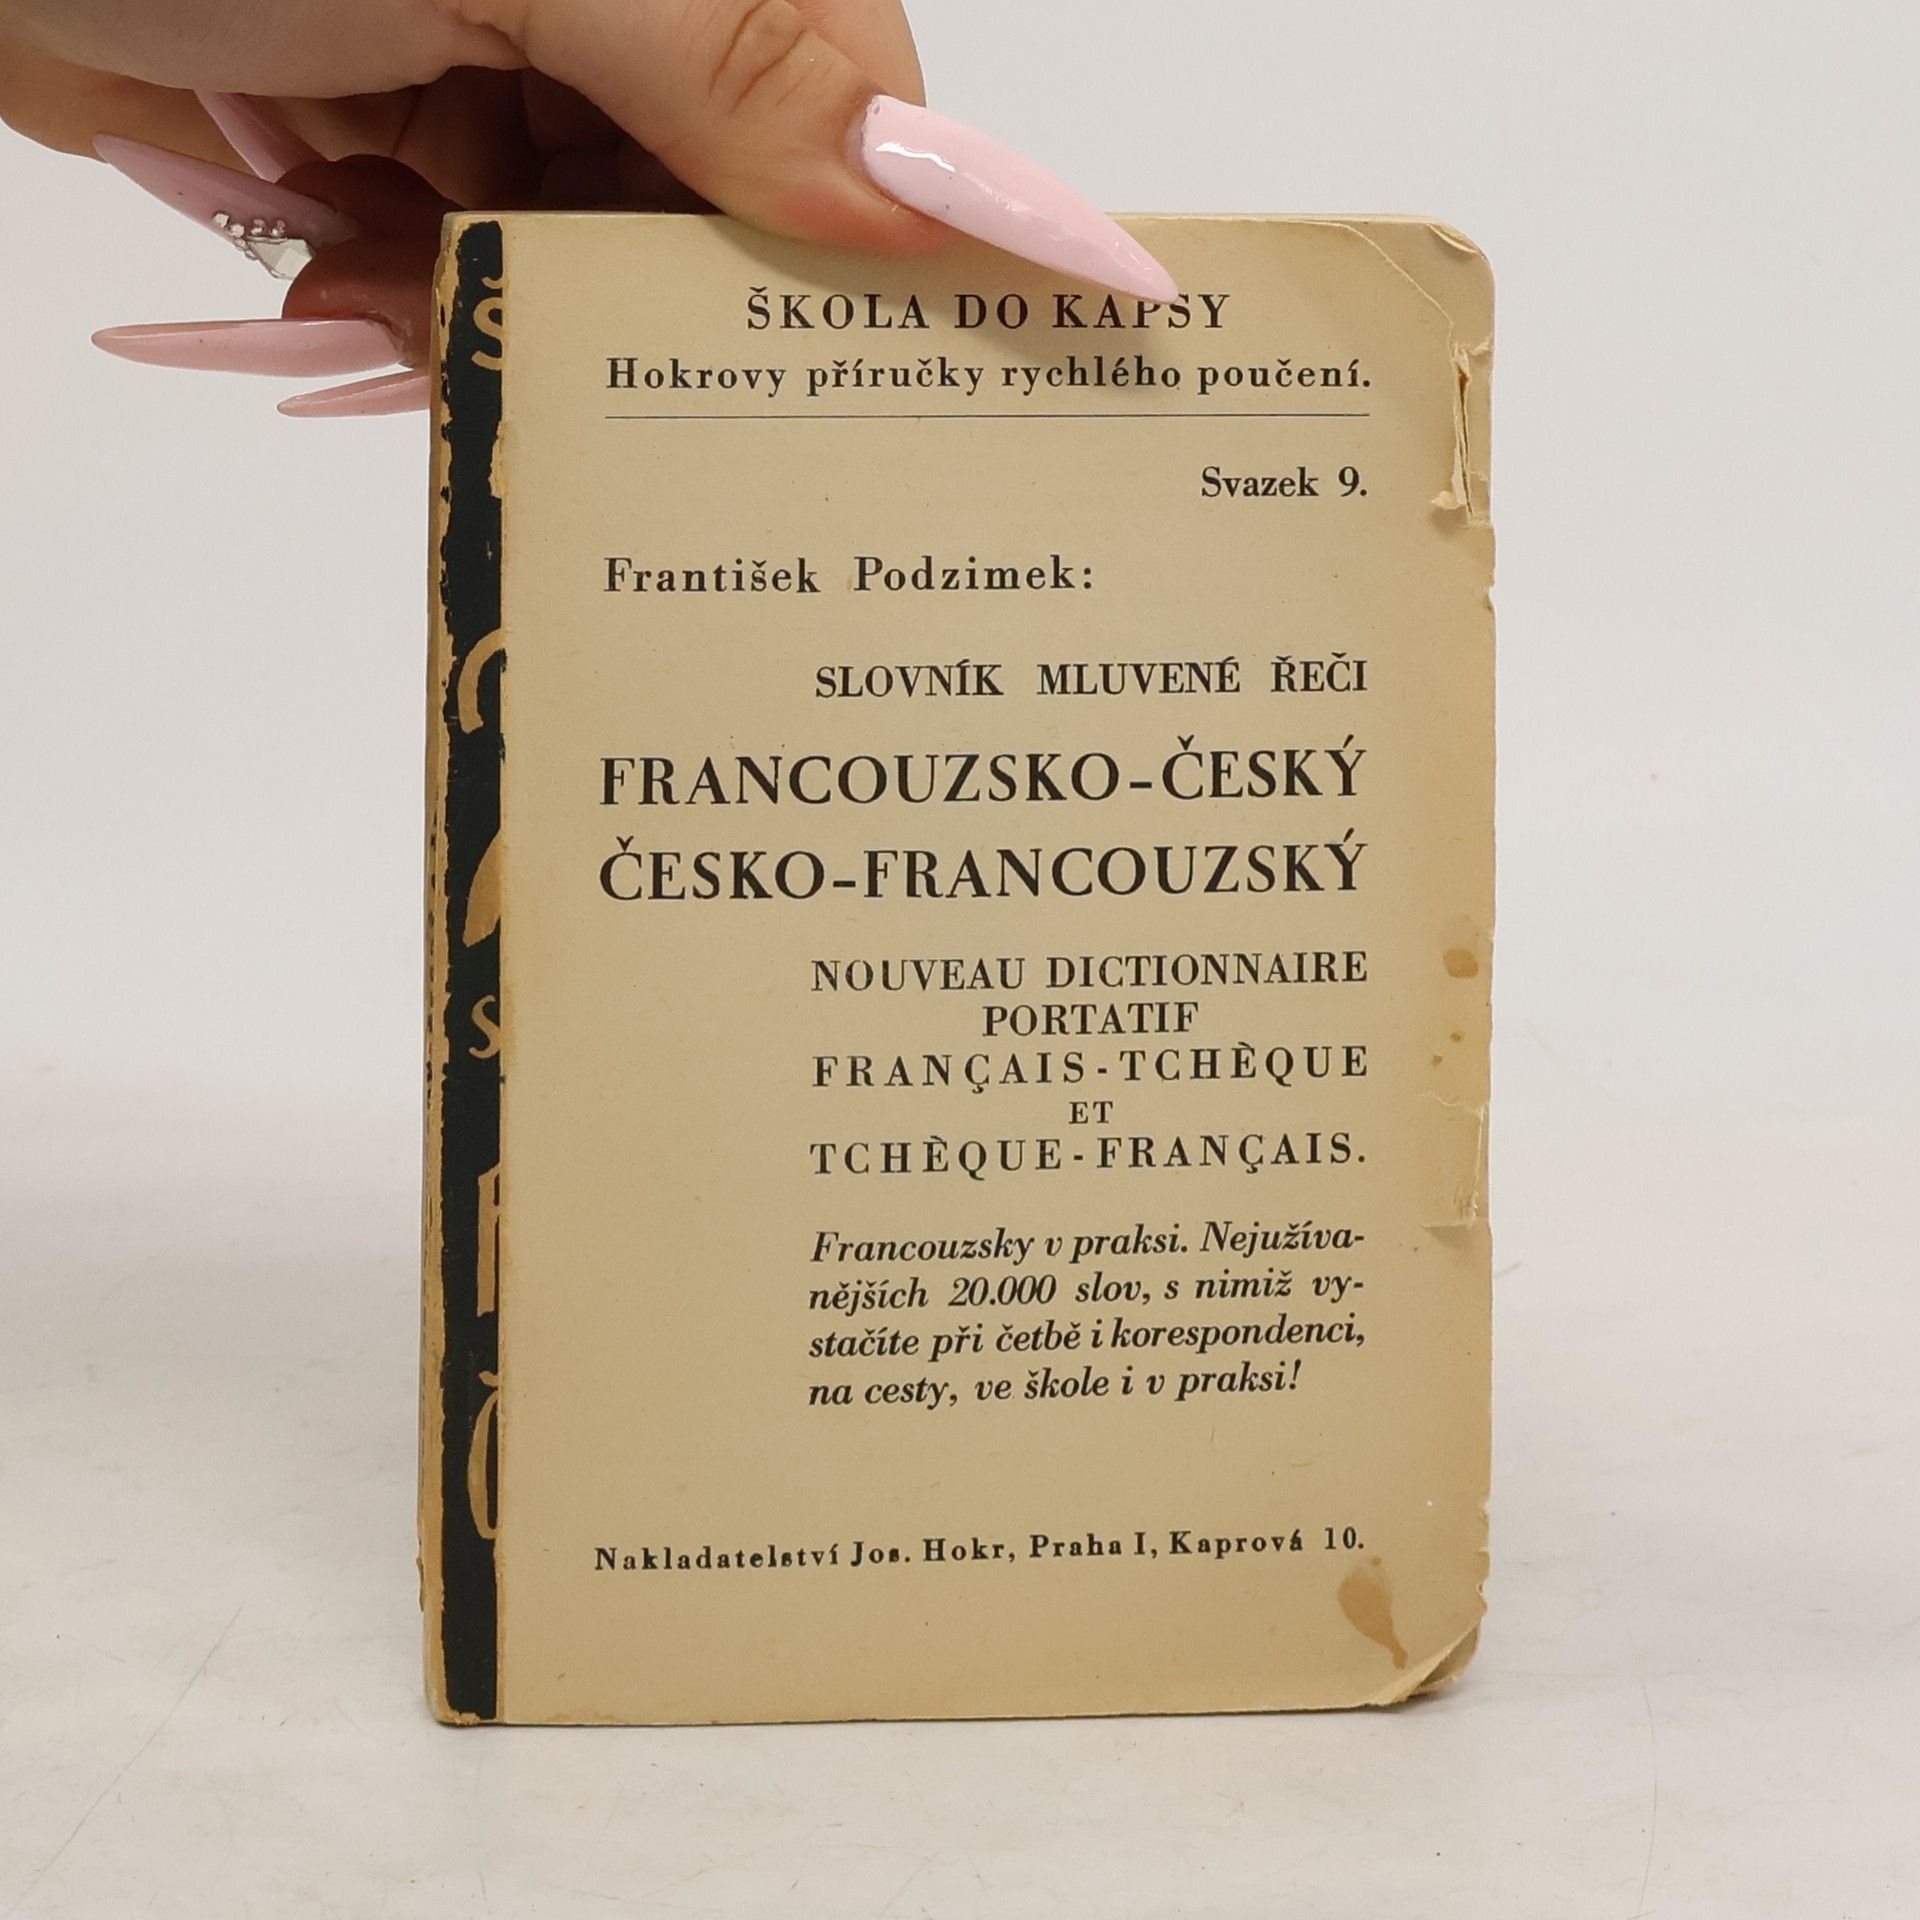 ŠKOLA DO KAPSY
Hokrovy příručky rychlého poučení.
Svazek 9.
František Podzimek:
SLOVNÍK MLUVENÉ ŘEČI
FRANCOUZSKO-ČESKÝ
ČESKO-FRANCOUZSKÝ
NOUVEAU DICTIONNAIRE
PORTATIF
FRANÇAIS-TCHÈQUE
ET
TCHÈQUE-FRANÇAIS.
Francouzsky v praksi. Nejužíva-
nějších 20.000 slov, s nimiž vy-
stačíte při četbě i korespondenci,
na cesty, ve škole i v praksi!
Nakladatelství Jos. Hokr, Praha I, Kaprová 10.